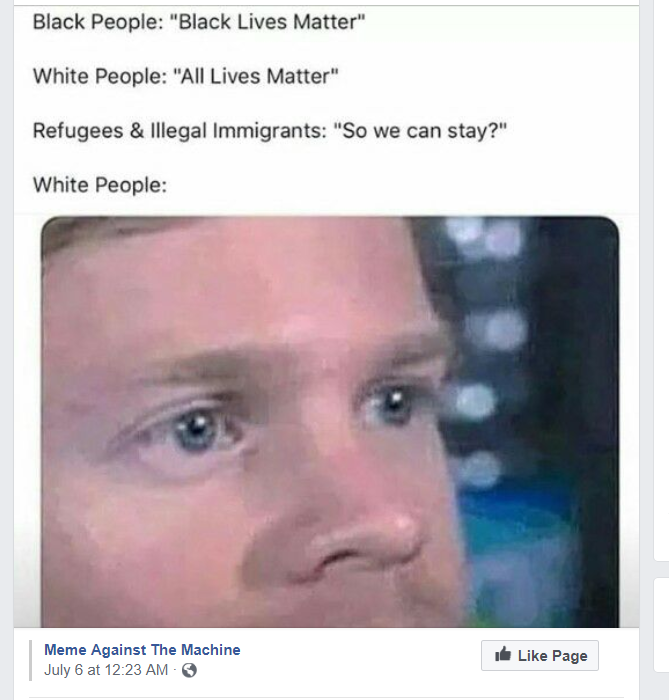 Black People: "Black Lives Matter"
White People: "All Lives Matter"
Refugees & Illegal Immigrants: "So we can stay?"
White People:
Meme Against The Machine
Like Page
July 6 at 12:23 AM ·